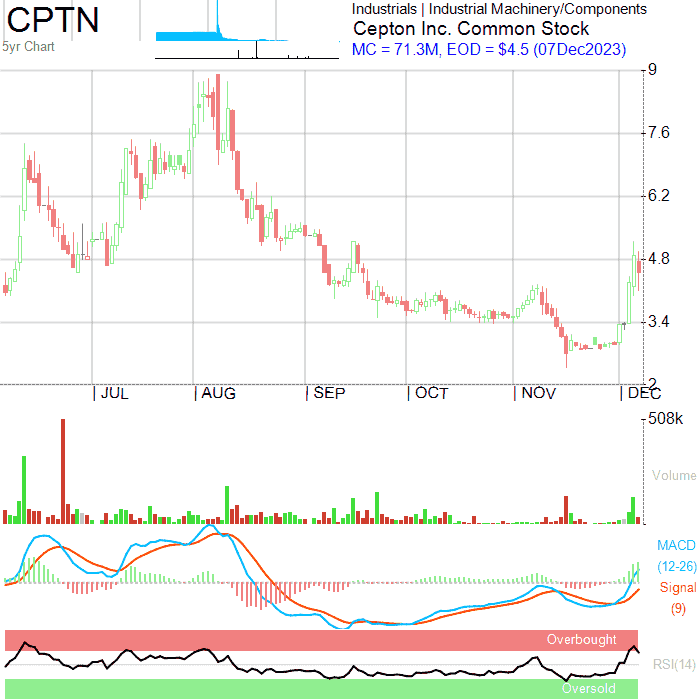 CPTN
5yr Chart
Industrials | Industrial Machinery/Components
Cepton Inc. Common Stock
MC = 71.3M, EOD = $4.5 (07Dec2023)
9
7.6
6.2
4.8
3.4
2
JUL
AUG
SEP
OCT
NOV
DEC
508k
Volume
MACD
(12-26)
Signal
(9)
Overbought
RSI(14)
Oversold